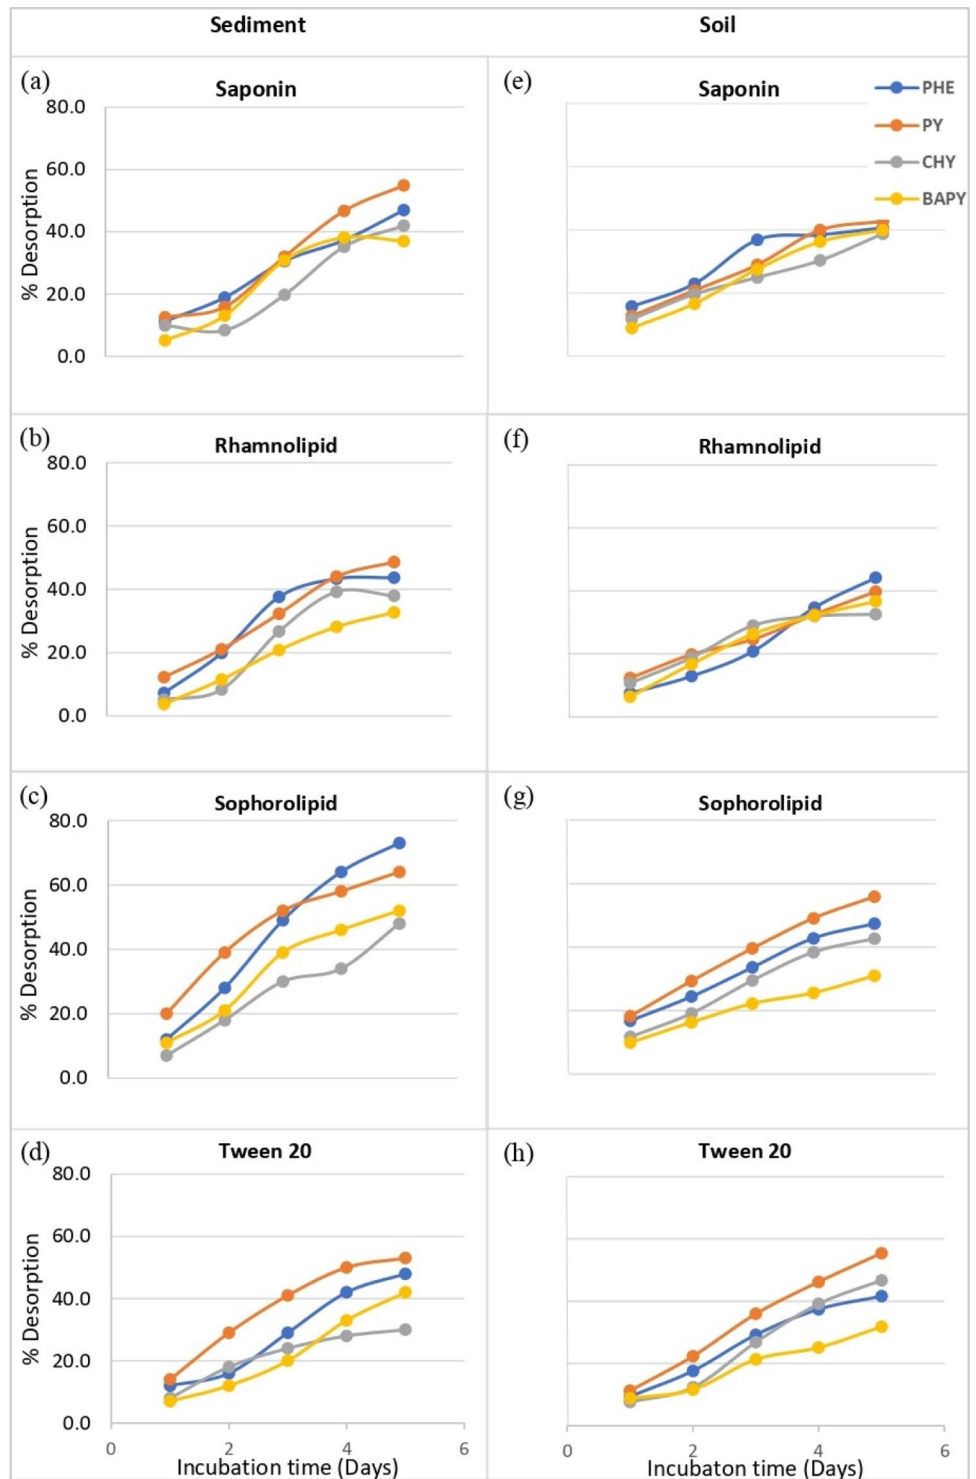 Sediment Soil
(a) Saponin
80.0
60.0
40.0
20.0
0.0
% Desorption
(e) Saponin
PHE
PY
CHY
BAPY
(b) Rhamnolipid
80.0
60.0
40.0
20.0
0.0
% Desorption
(f) Rhamnolipid
(c) Sophorolipid
80.0
60.0
40.0
20.0
0.0
% Desorption
(g) Sophorolipid
(d) Tween 20
80.0
60.0
40.0
20.0
0.0
% Desorption
0 2 4 6
Incubation time (Days)
(h) Tween 20
0 2 4 6
Incubaton time (Days)